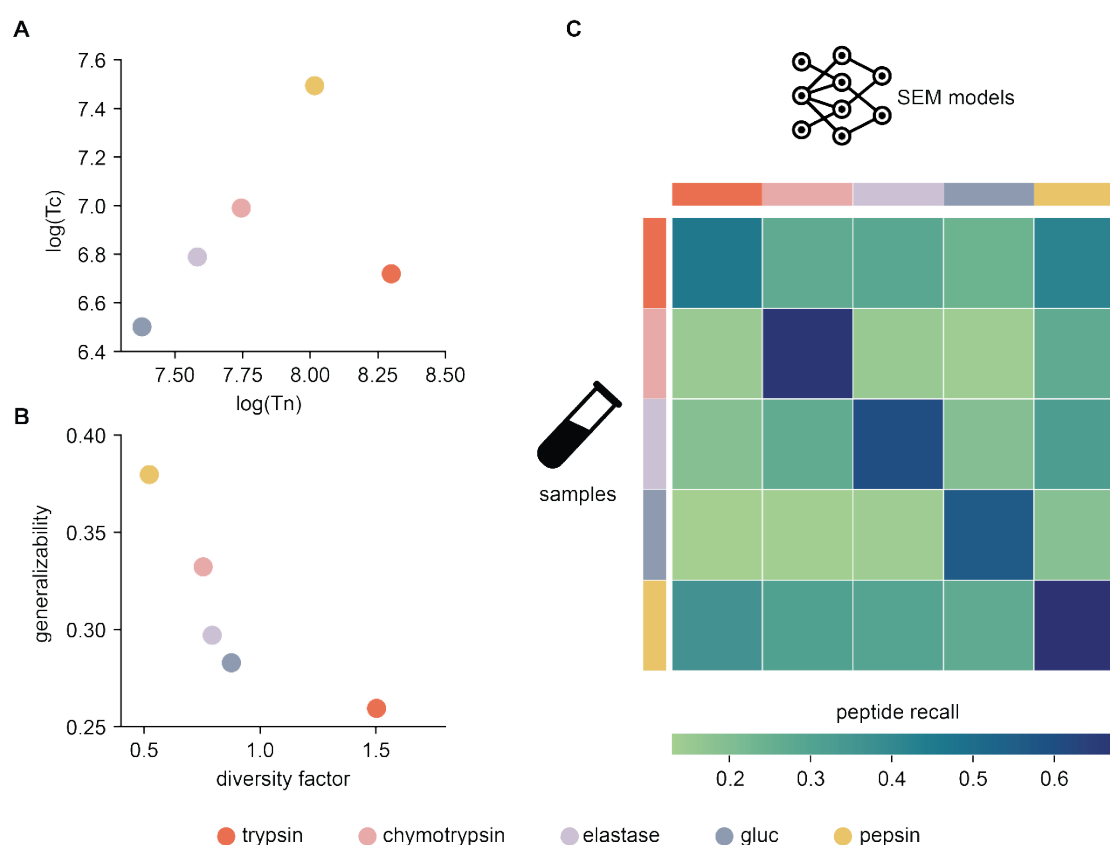 A
7.6
7.4
7.2
7.0
6.8
6.6
6.4
log(Tc)
7.50 7.75 8.00 8.25 8.50
log(Tn)
B
0.40
0.35
0.30
0.25
generalizability
0.5 1.0 1.5
diversity factor
C
SEM models
samples
peptide recall
0.2 0.3 0.4 0.5 0.6
trypsin chymotrypsin elastase gluc pepsin